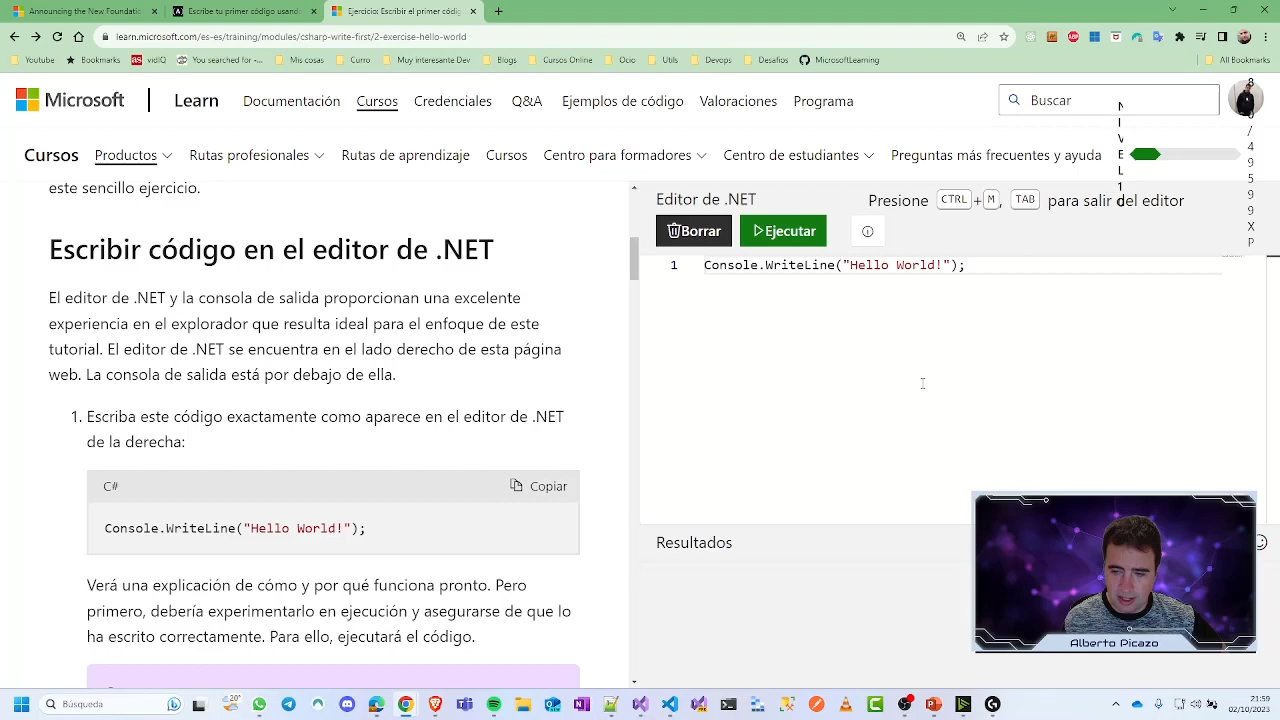 Announcing the New Foundatic
Escribe tu primer código usando
Ejercicio: Escribir el primer códig
learn.microsoft.com/es-es/training/modules/csharp-write-first/2-exercise-hello-world
Youtube
Bookmarks
vidIQ
You searched for -...
Mis cosas
Curro
Muy interesante Dev
Blogs
Cursos Online
Ocio
Utils
Devops
Desafios
MicrosoftLearning
All Bookmarks
Microsoft
Learn
Documentación
Cursos
Credenciales
Q&A
Ejemplos de código
Valoraciones
Programa
Buscar
Cursos
Productos
Rutas profesionales
Rutas de aprendizaje
Cursos
Centro para formadores
Centro de estudiantes
Preguntas más frecuentes y ayuda
este sencillo ejercicio.
Escribir código en el editor de .NET
El editor de .NET y la consola de salida proporcionan una excelente
experiencia en el explorador que resulta ideal para el enfoque de este
tutorial. El editor de .NET se encuentra en el lado derecho de esta página
web. La consola de salida está por debajo de ella.
1. Escriba este código exactamente como aparece en el editor de .NET
de la derecha:
C#
Copiar
Console.WriteLine("Hello World!");
Verá una explicación de cómo y por qué funciona pronto. Pero
primero, debería experimentarlo en ejecución y asegurarse de que lo
ha escrito correctamente. Para ello, ejecutará el código.
Editor de .NET
Presione CTRL + M, TAB para salir del editor
Borrar
Ejecutar
1 Console.WriteLine("Hello World!");
Resultados
Alberto Picazo
Búsqueda
20°
21:59
02/10/2023